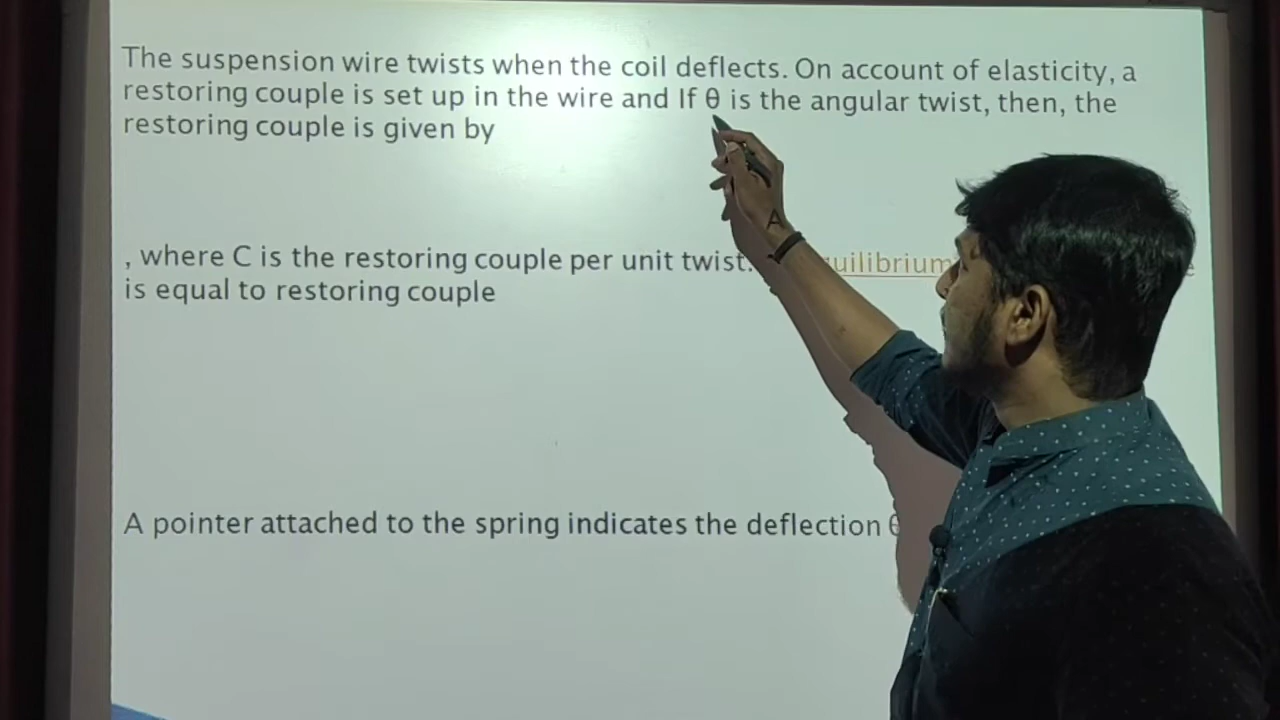 The suspension wire twists when the coil deflects. On account of elasticity, a
restoring couple is set up in the wire and If θ is the angular twist, then, the
restoring couple is given by
, where C is the restoring couple per unit twist.
is equal to restoring couple
A pointer attached to the spring indicates the deflection